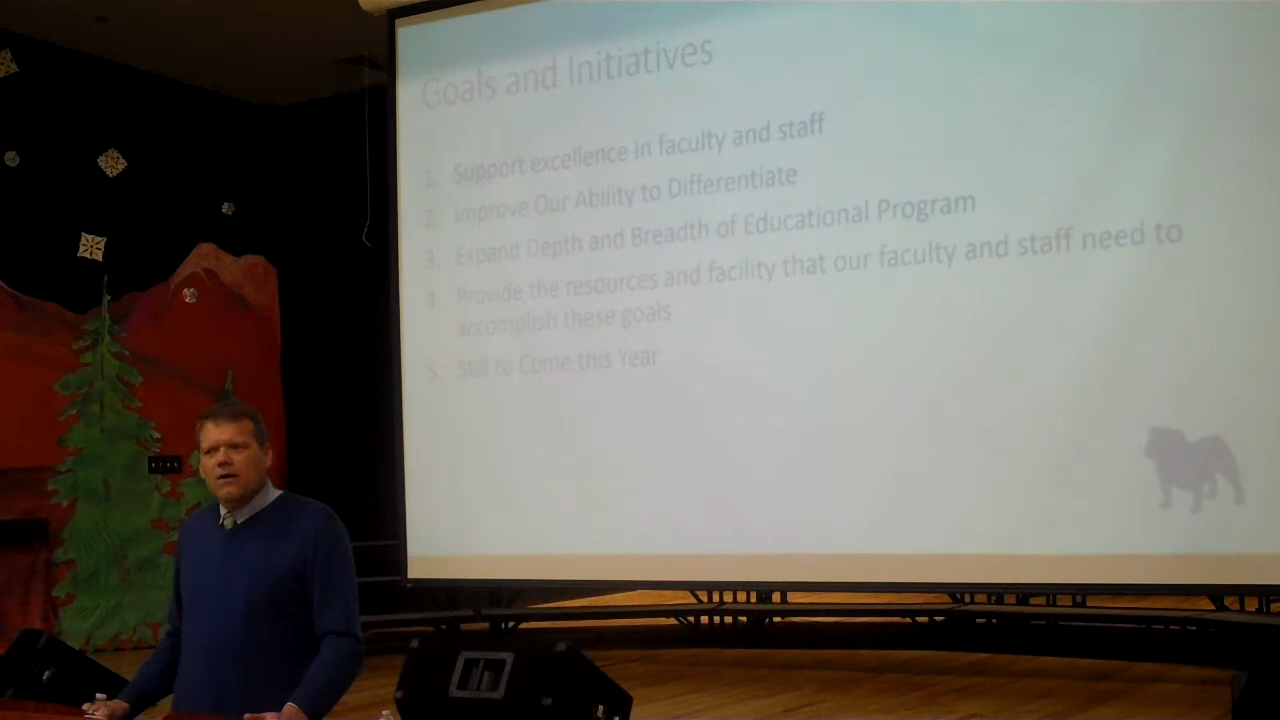 Goals and Initiatives
1. Support excellence in faculty and staff
2. Improve Our Ability to Differentiate
3. Expand Depth and Breadth of Educational Program
4. Provide the resources and facility that our faculty and staff need to
accomplish these goals
5. Still to Come this Year